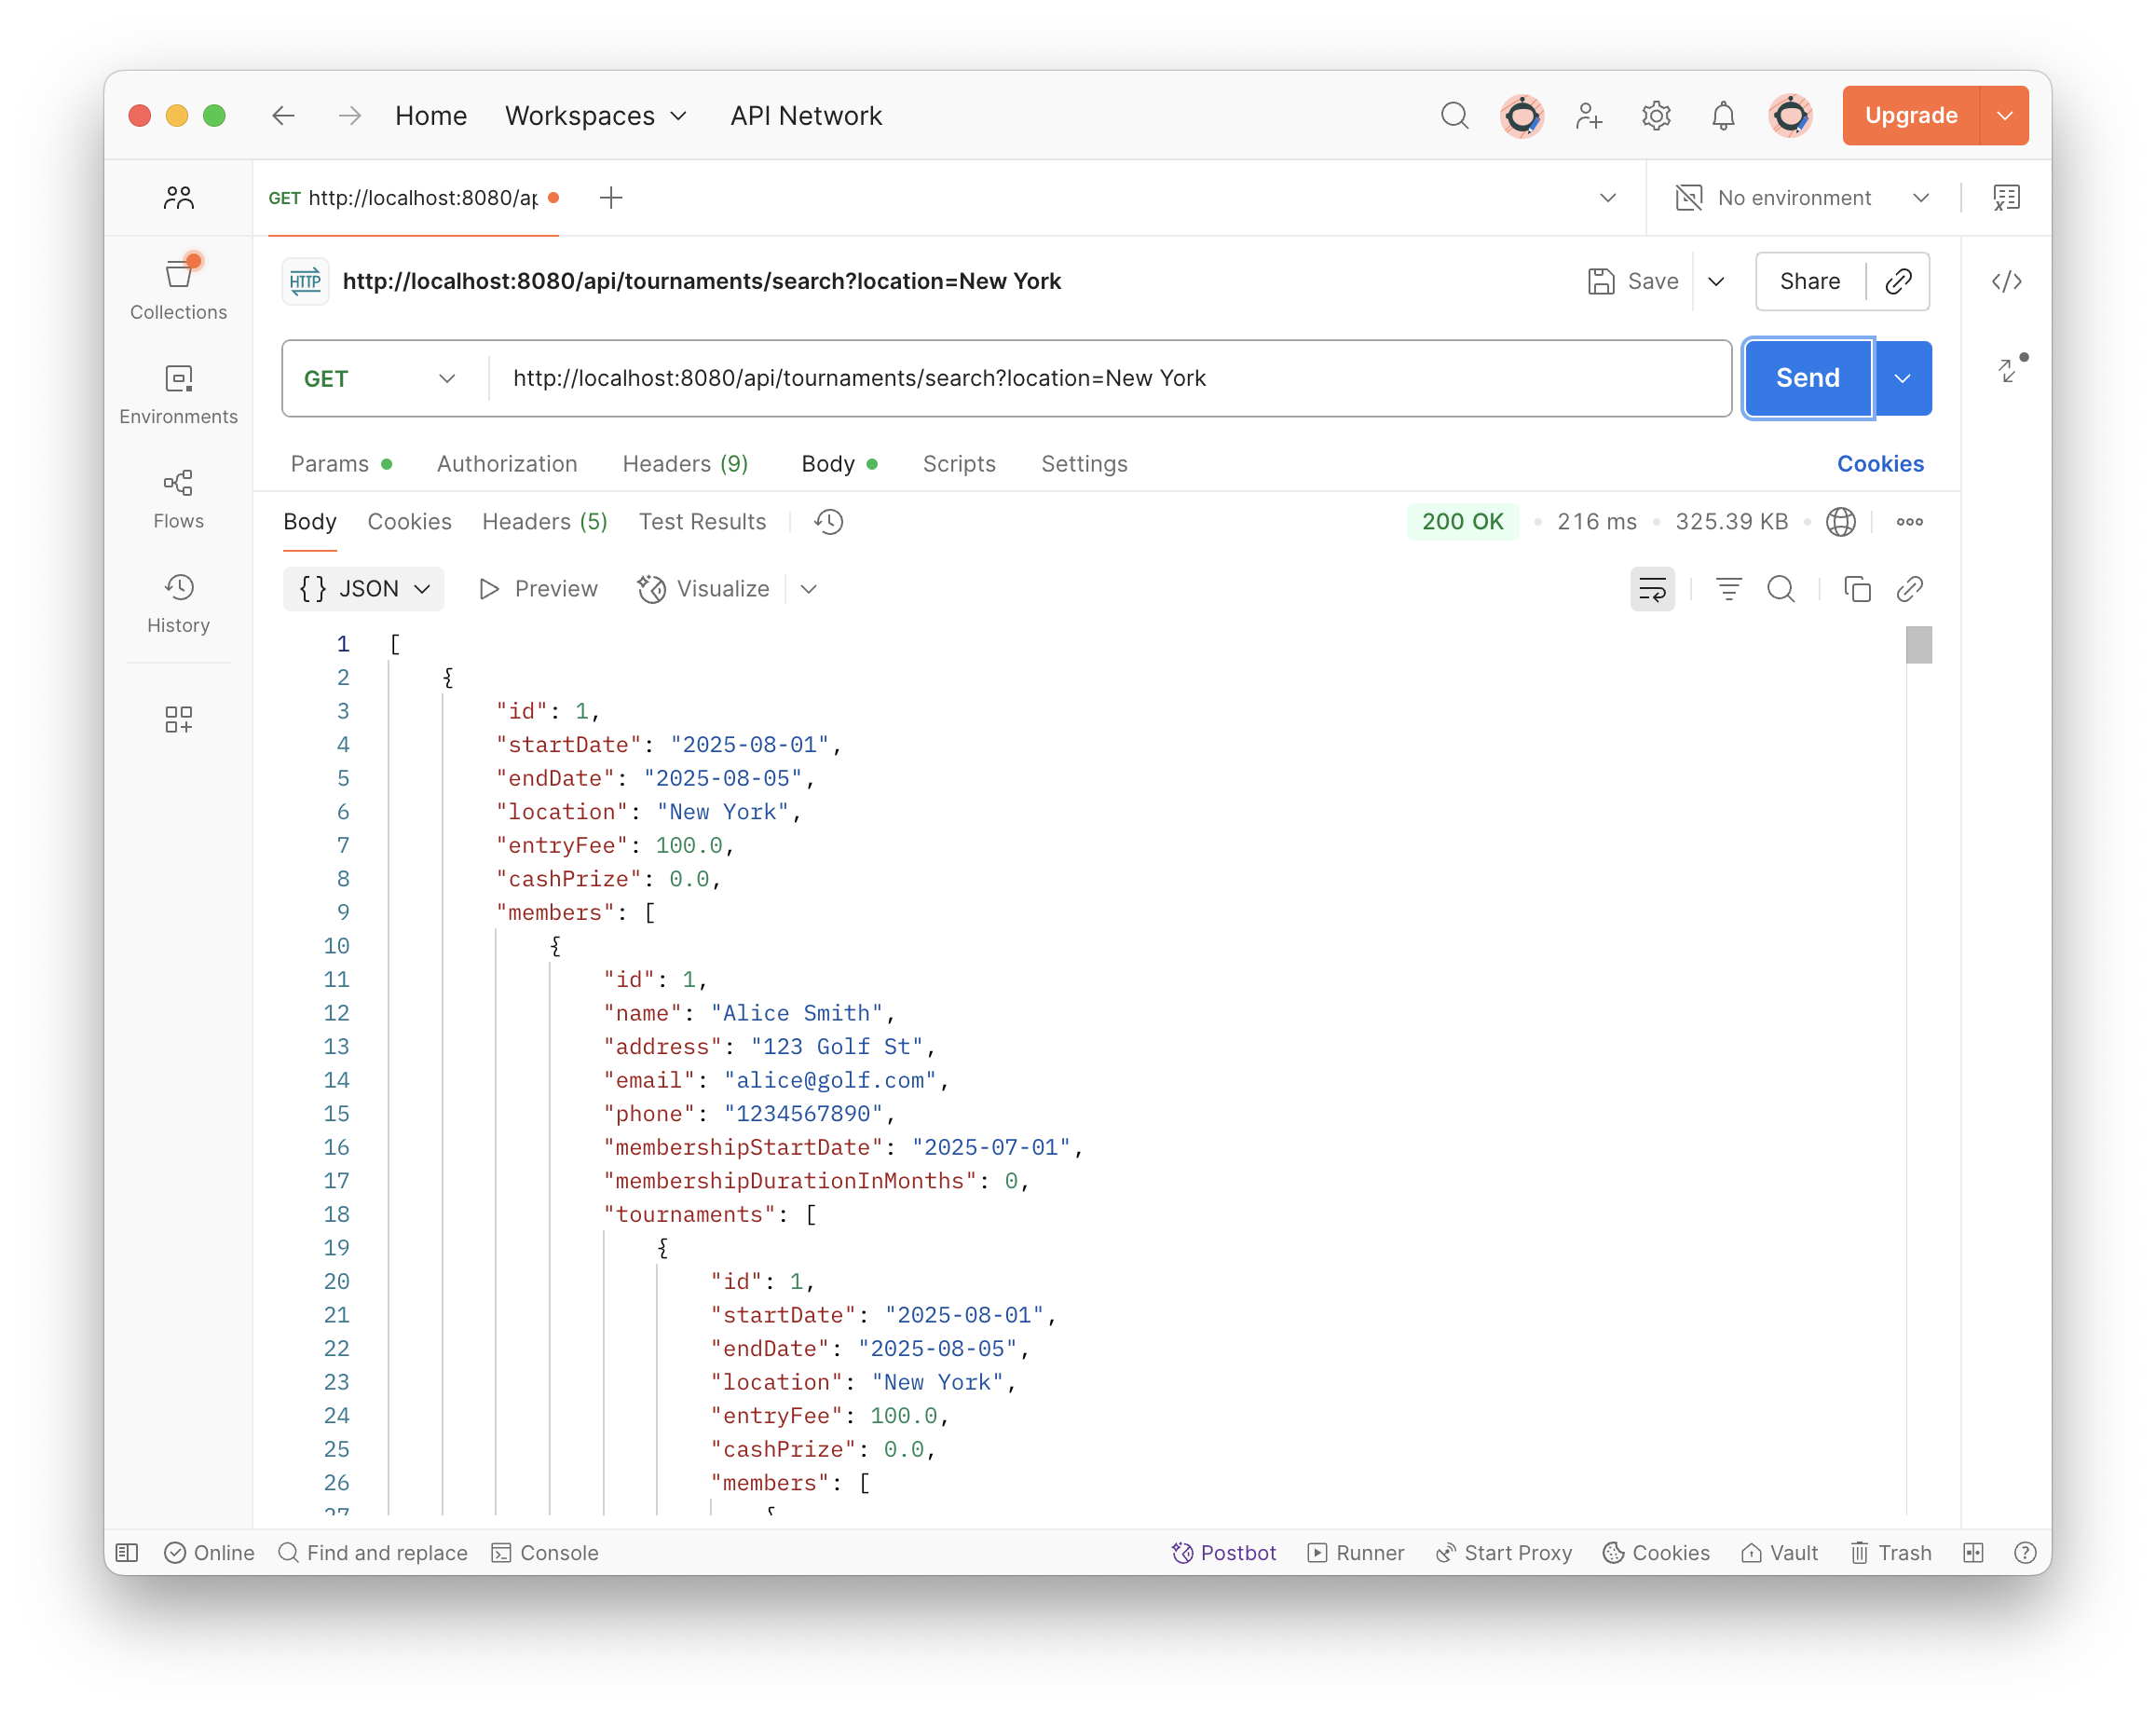 Home Workspaces API Network Upgrade
GET http://localhost:8080/ap No environment
HTTP http://localhost:8080/api/tournaments/search?location=New York Save Share
Collections
GET http://localhost:8080/api/tournaments/search?location=New York Send
Environments
Params Authorization Headers (9) Body Scripts Settings Cookies
Flows
Body Cookies Headers (5) Test Results 200 OK 216 ms 325.39 KB
{} JSON Preview Visualize
History
1 [
2 {
3 "id": 1,
4 "startDate": "2025-08-01",
5 "endDate": "2025-08-05",
6 "location": "New York",
7 "entryFee": 100.0,
8 "cashPrize": 0.0,
9 "members": [
10 {
11 "id": 1,
12 "name": "Alice Smith",
13 "address": "123 Golf St",
14 "email": "alice@golf.com",
15 "phone": "1234567890",
16 "membershipStartDate": "2025-07-01",
17 "membershipDurationInMonths": 0,
18 "tournaments": [
19 {
20 "id": 1,
21 "startDate": "2025-08-01",
22 "endDate": "2025-08-05",
23 "location": "New York",
24 "entryFee": 100.0,
25 "cashPrize": 0.0,
26 "members": [
27 {
Online Find and replace Console Postbot Runner Start Proxy Cookies Vault Trash